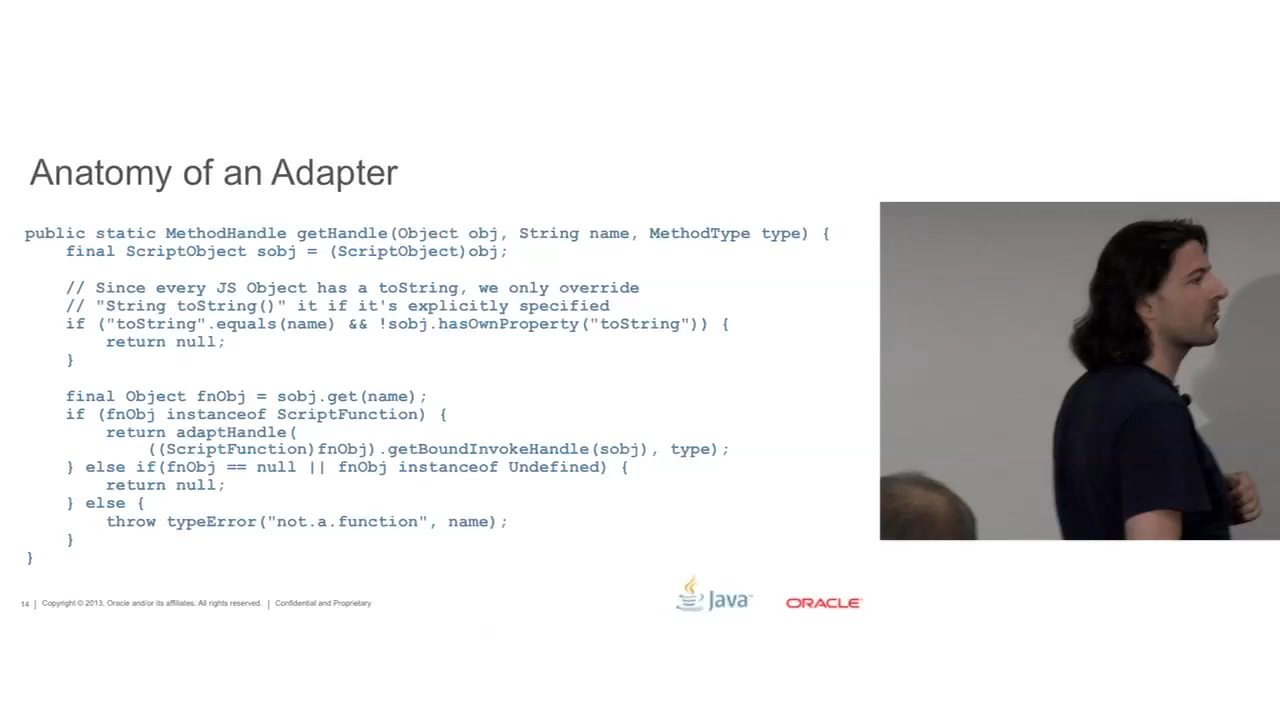 Anatomy of an Adapter
public static MethodHandle getHandle(Object obj, String name, MethodType type) {
    final ScriptObject sobj = (ScriptObject)obj;
    // Since every JS Object has a toString, we only override
    // "String toString()" it if it's explicitly specified
    if ("toString".equals(name) && !sobj.hasOwnProperty("toString")) {
        return null;
    }
    final Object fnObj = sobj.get(name);
    if (fnObj instanceof ScriptFunction) {
        return adaptHandle(
            ((ScriptFunction)fnObj).getBoundInvokeHandle(sobj), type);
    } else if(fnObj == null || fnObj instanceof Undefined) {
        return null;
    } else {
        throw typeError("not.a.function", name);
    }
}
14 | Copyright © 2013, Oracle and/or its affiliates. All rights reserved. | Confidential and Proprietary
Java™
ORACLE